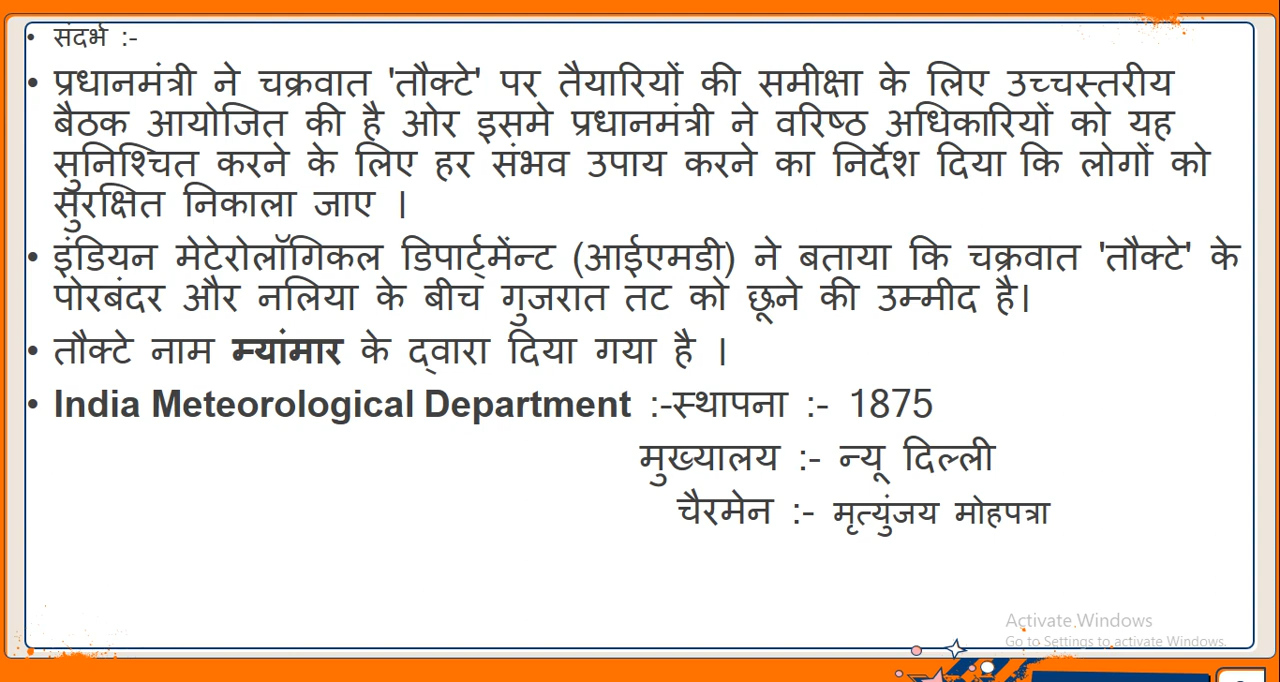 • संदर्भ :-
• प्रधानमंत्री ने चक्रवात 'तौक्टे' पर तैयारियों की समीक्षा के लिए उच्चस्तरीय
बैठक आयोजित की है ओर इसमे प्रधानमंत्री ने वरिष्ठ अधिकारियों को यह
सुनिश्चित करने के लिए हर संभव उपाय करने का निर्देश दिया कि लोगों को
सुरक्षित निकाला जाए ।
• इंडियन मेटेरोलॉगिकल डिपार्ट्मेंन्ट (आईएमडी) ने बताया कि चक्रवात 'तौक्टे' के
पोरबंदर और नलिया के बीच गुजरात तट को छूने की उम्मीद है।
• तौक्टे नाम म्यांमार के द्वारा दिया गया है ।
• India Meteorological Department :-स्थापना :- 1875
मुख्यालय :- न्यू दिल्ली
चैरमेन :- मृत्युंजय मोहपत्रा
Activate Windows
Go to Settings to activate Windows.